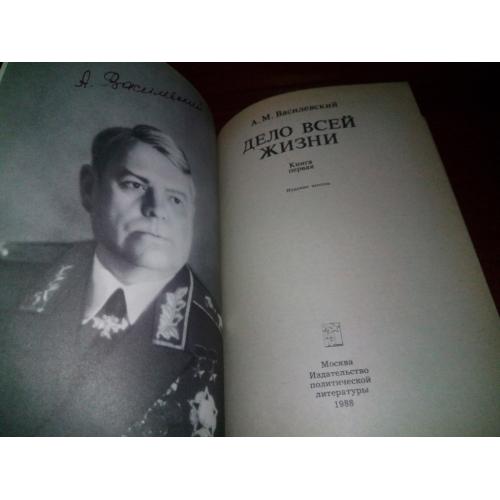 А. Василевский
А. М. Василевский
ДЕЛО ВСЕЙ
ЖИЗНИ
Книга
первая
Издание шестое
Москва
Издательство
политической
литературы
1988